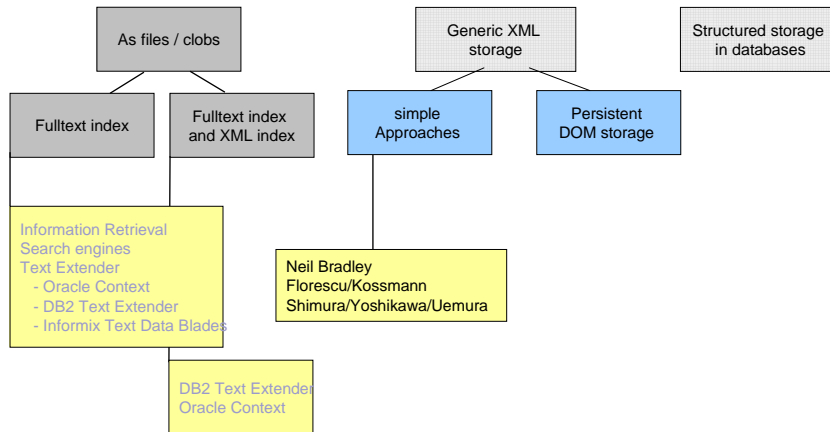 As files / clobs
Generic XML
storage
Structured storage
in databases
Fulltext index
Fulltext index
and XML index
simple
Approaches
Persistent
DOM storage
Information Retrieval
Search engines
Text Extender
- Oracle Context
- DB2 Text Extender
- Informix Text Data Blades
Neil Bradley
Florescu/Kossmann
Shimura/Yoshikawa/Uemura
DB2 Text Extender
Oracle Context